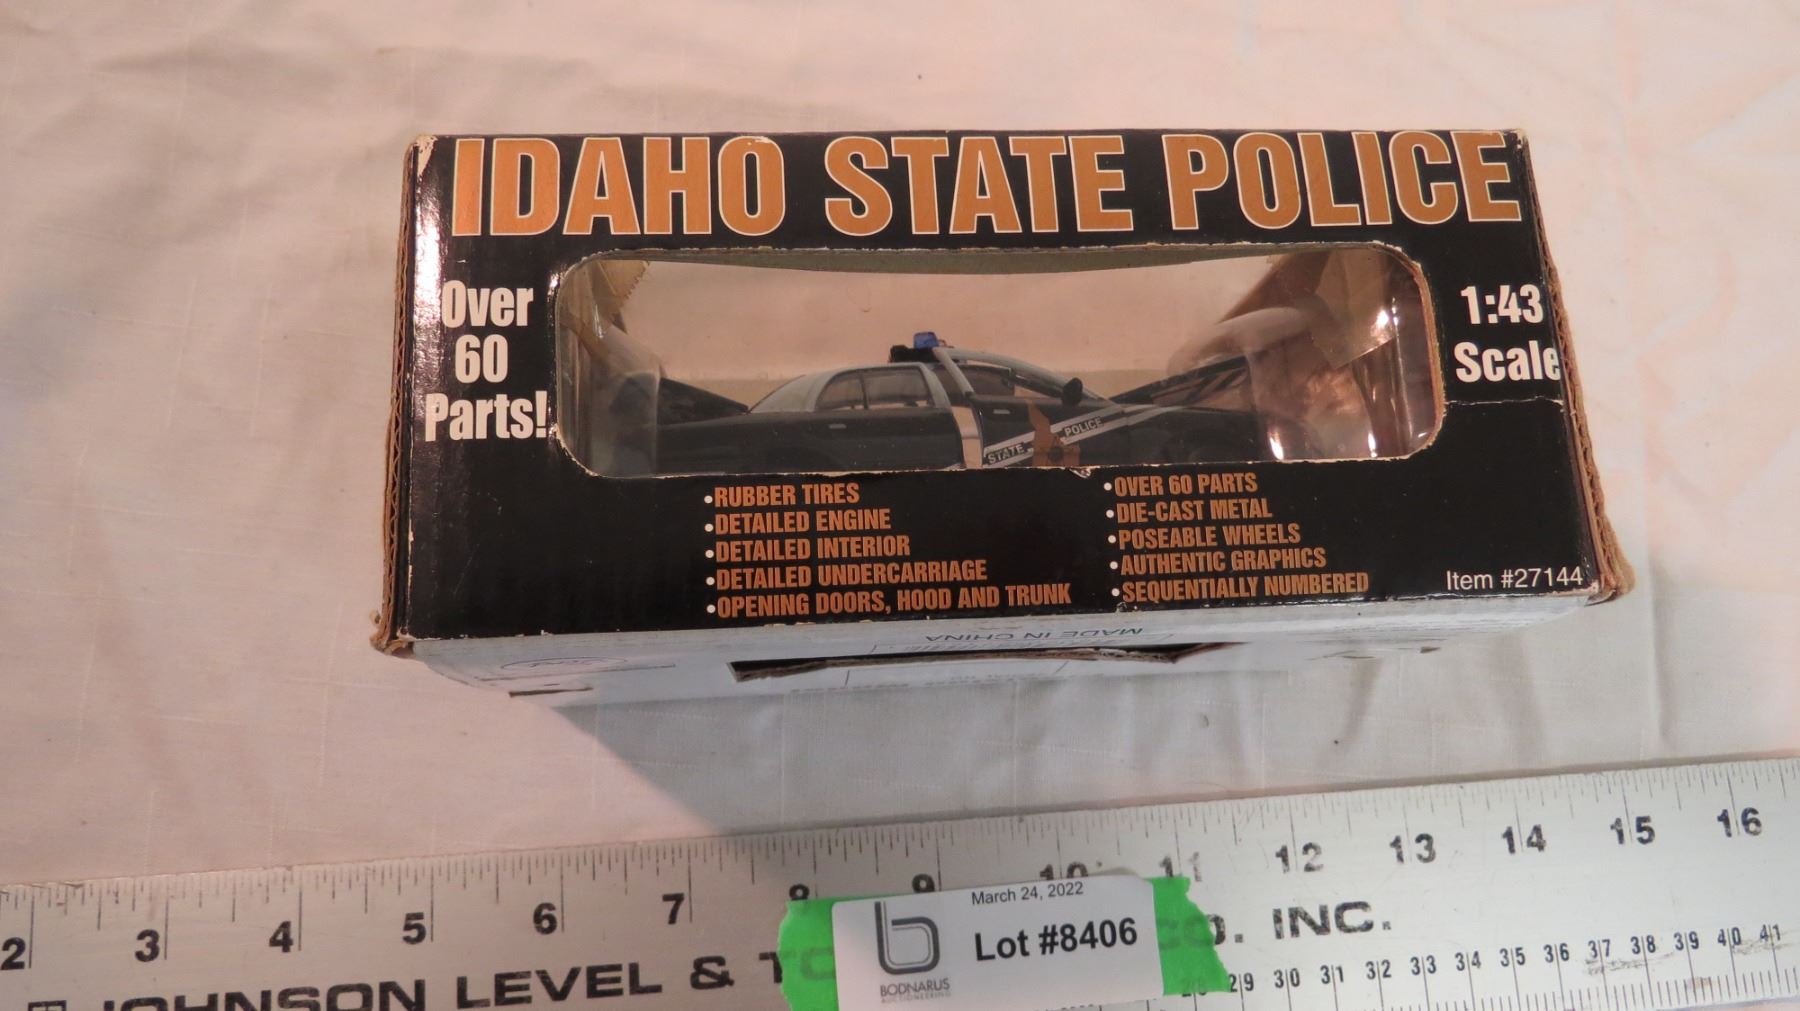 IDAHO STATE POLICE
Over
60
Parts!
1:43
Scale
STATE POLICE
•RUBBER TIRES
•DETAILED ENGINE
•DETAILED INTERIOR
•DETAILED UNDERCARRIAGE
•OPENING DOORS, HOOD AND TRUNK
•OVER 60 PARTS
•DIE-CAST METAL
•POSEABLE WHEELS
•AUTHENTIC GRAPHICS
•SEQUENTIALLY NUMBERED
Item #27144
MADE IN CHINA
Ford
2 3 4 5 6 7 8 9 10 11 12 13 14 15 16
JOHNSON LEVEL & TO CO. INC.
March 24, 2022
Lot #8406
b
BODNARUS
AUCTIONEERING
28 29 30 31 32 33 34 35 36 37 38 39 40 41